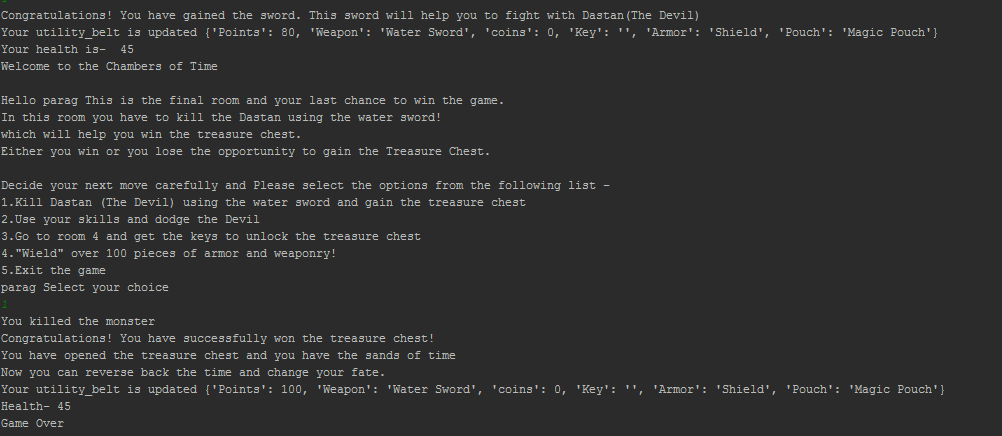 Congratulations! You have gained the sword. This sword will help you to fight with Dastan(The Devil)
Your utility_belt is updated {'Points': 80, 'Weapon': 'Water Sword', 'coins': 0, 'Key': '', 'Armor': 'Shield', 'Pouch': 'Magic Pouch'}
Your health is-  45
Welcome to the Chambers of Time
Hello parag This is the final room and your last chance to win the game.
In this room you have to kill the Dastan using the water sword!
which will help you win the treasure chest.
Either you win or you lose the opportunity to gain the Treasure Chest.
Decide your next move carefully and Please select the options from the following list -
1.Kill Dastan (The Devil) using the water sword and gain the treasure chest
2.Use your skills and dodge the Devil
3.Go to room 4 and get the keys to unlock the treasure chest
4."Wield" over 100 pieces of armor and weaponry!
5.Exit the game
parag Select your choice
1
You killed the monster
Congratulations! You have successfully won the treasure chest!
You have opened the treasure chest and you have the sands of time
Now you can reverse back the time and change your fate.
Your utility_belt is updated {'Points': 100, 'Weapon': 'Water Sword', 'coins': 0, 'Key': '', 'Armor': 'Shield', 'Pouch': 'Magic Pouch'}
Health- 45
Game Over